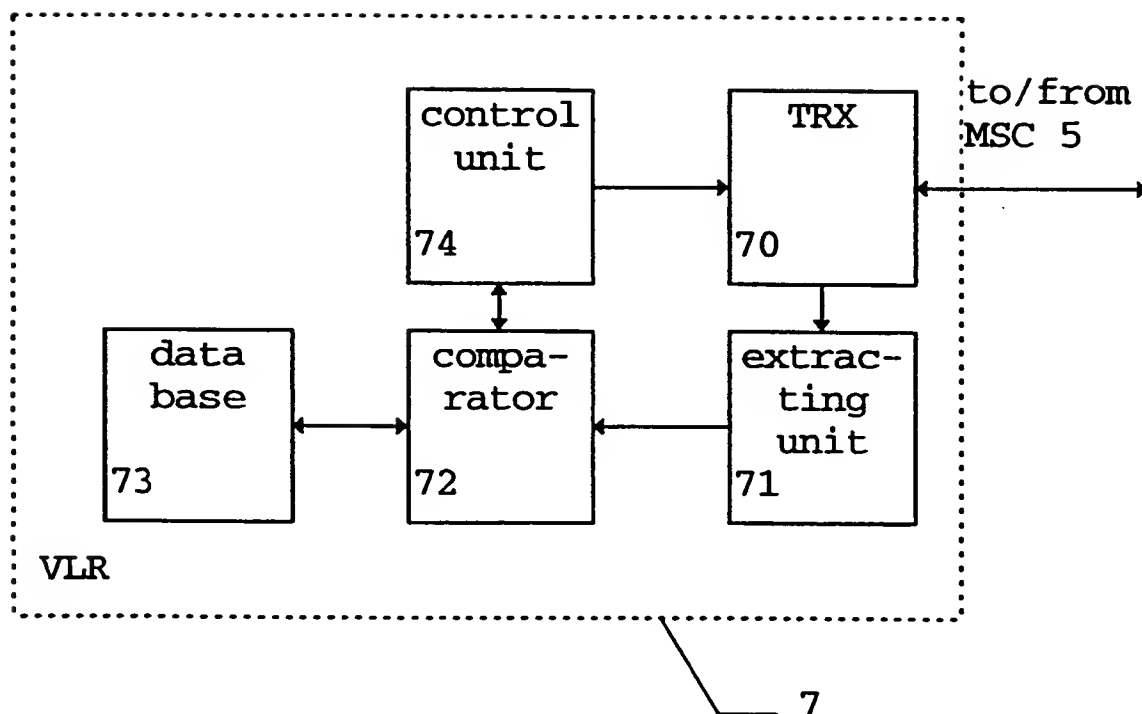 control
unit
74
TRX
70
to/from
MSC 5
data
base
73
compa-
rator
72
extrac-
ting
unit
71
VLR
7